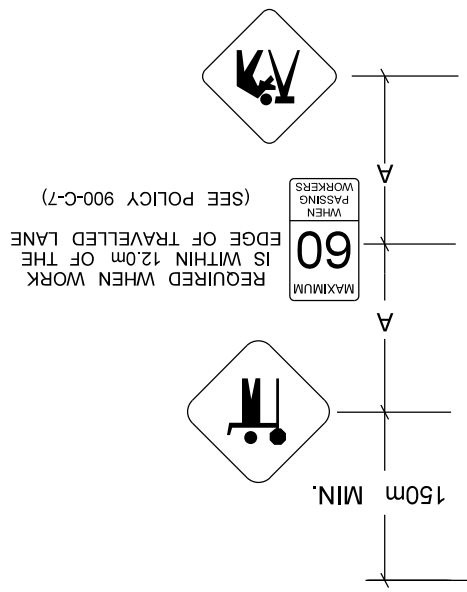 150m MIN.
A
MAXIMUM
60
WHEN
PASSING
WORKERS
REQUIRED WHEN WORK
IS WITHIN 12.0m OF THE
EDGE OF TRAVELLED LANE
(SEE POLICY 900-C-7)
A